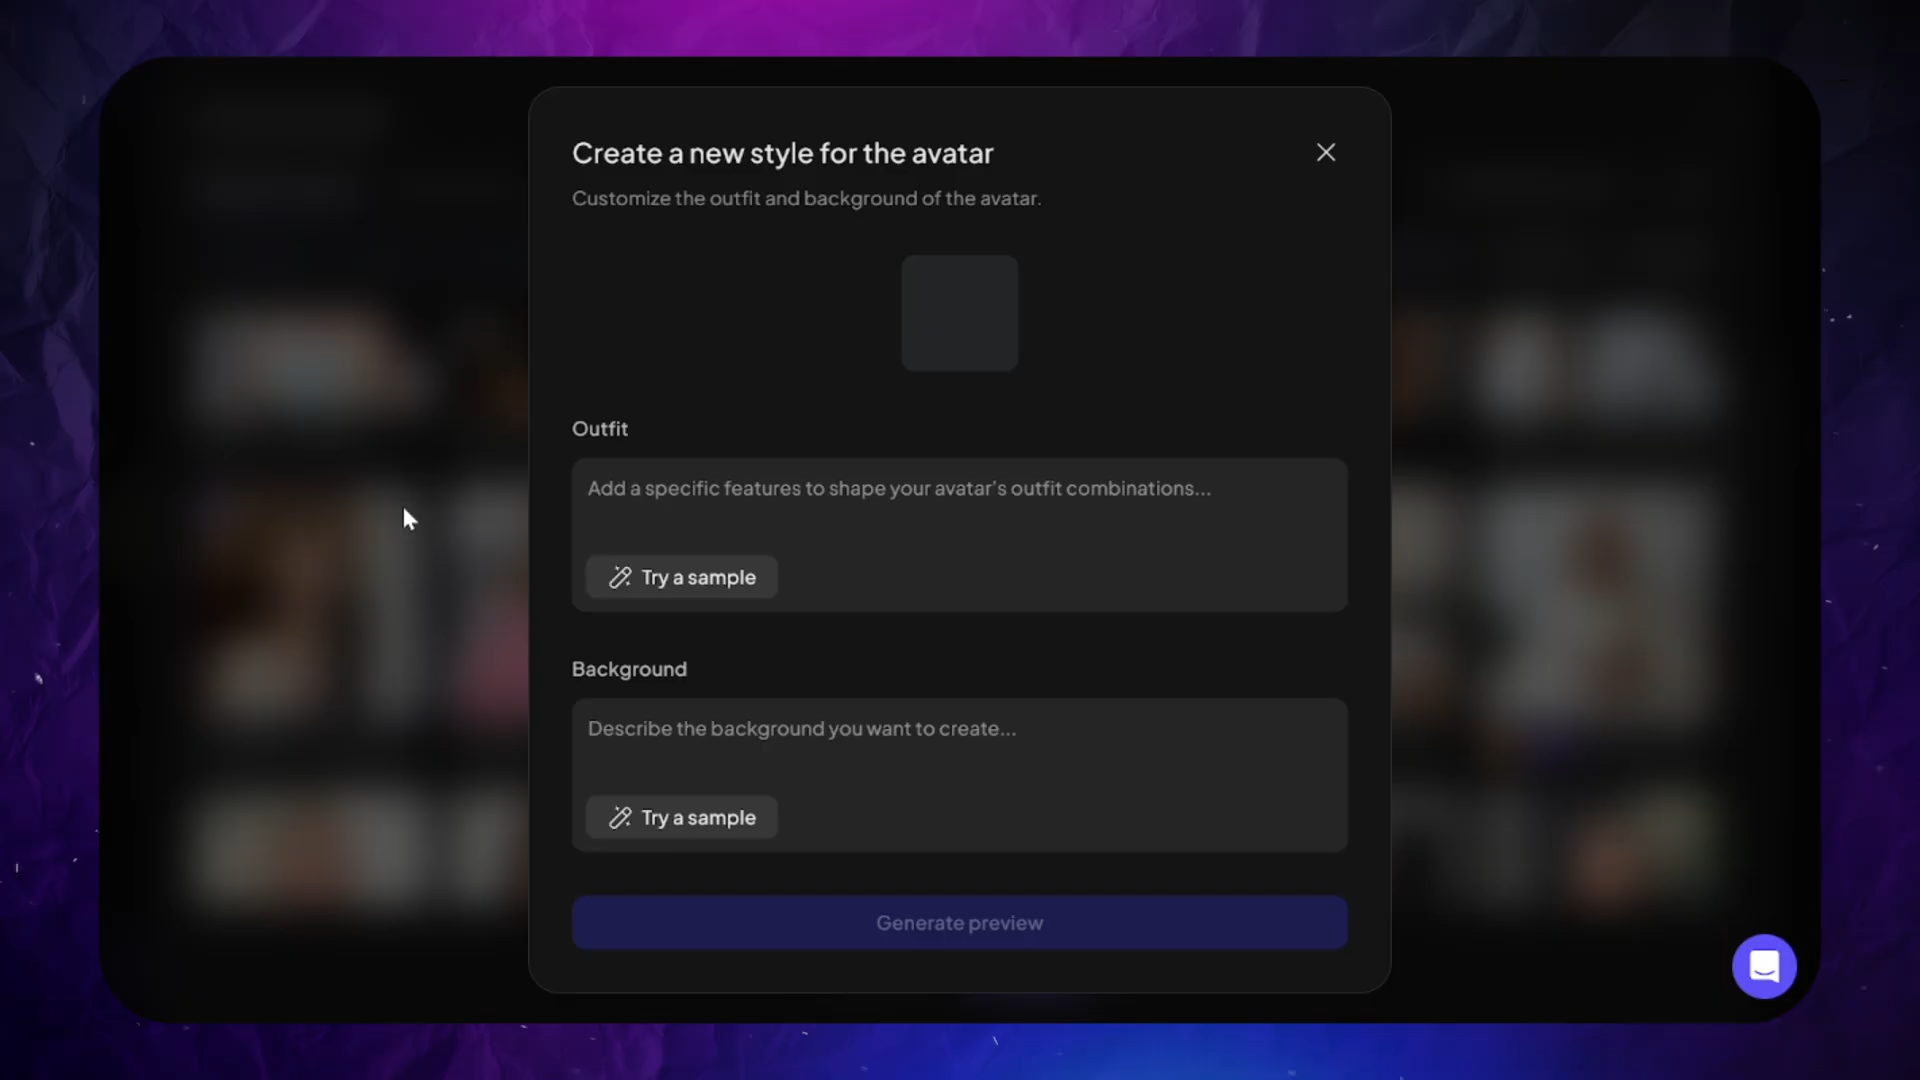 Create a new style for the avatar
Customize the outfit and background of the avatar.
Outfit
Add a specific features to shape your avatar's outfit combinations...
Try a sample
Background
Describe the background you want to create...
Try a sample
Generate preview